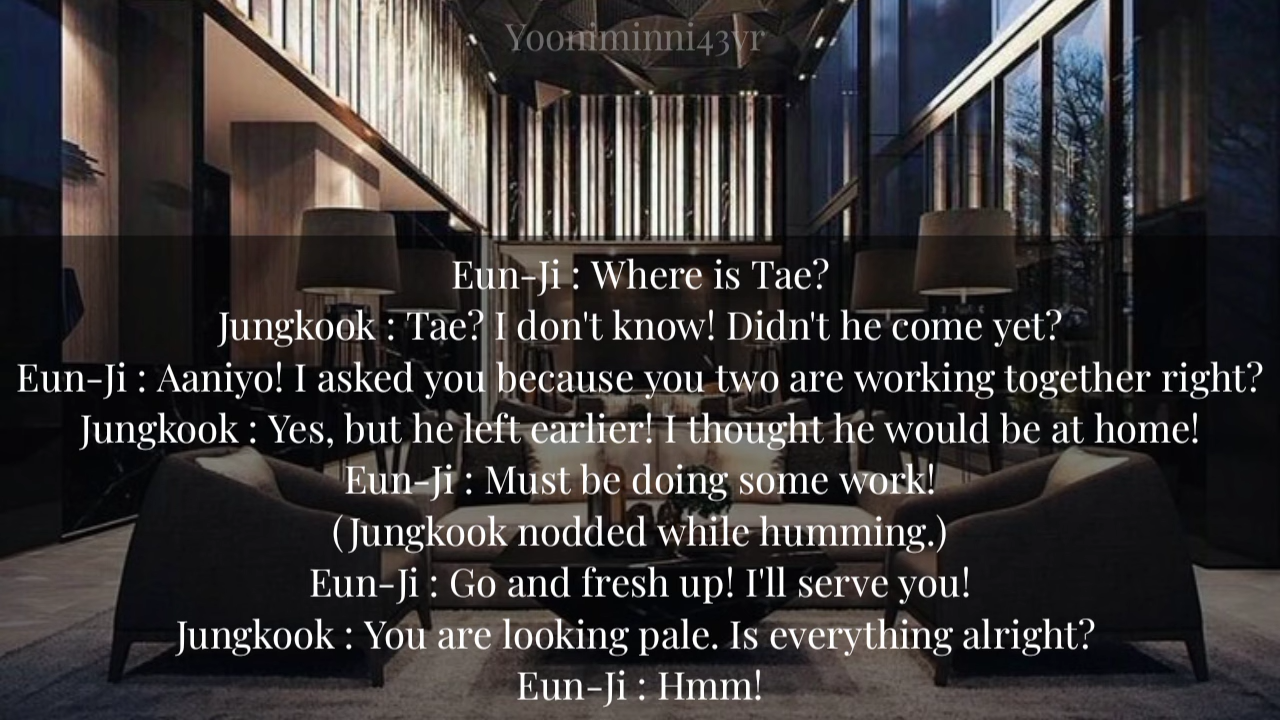 Yoonminni43vr
Eun-Ji : Where is Tae?
Jungkook : Tae? I don't know! Didn't he come yet?
Eun-Ji : Aaniyo! I asked you because you two are working together right?
Jungkook : Yes, but he left earlier! I thought he would be at home!
Eun-Ji : Must be doing some work!
(Jungkook nodded while humming.)
Eun-Ji : Go and fresh up! I'll serve you!
Jungkook : You are looking pale. Is everything alright?
Eun-Ji : Hmm!